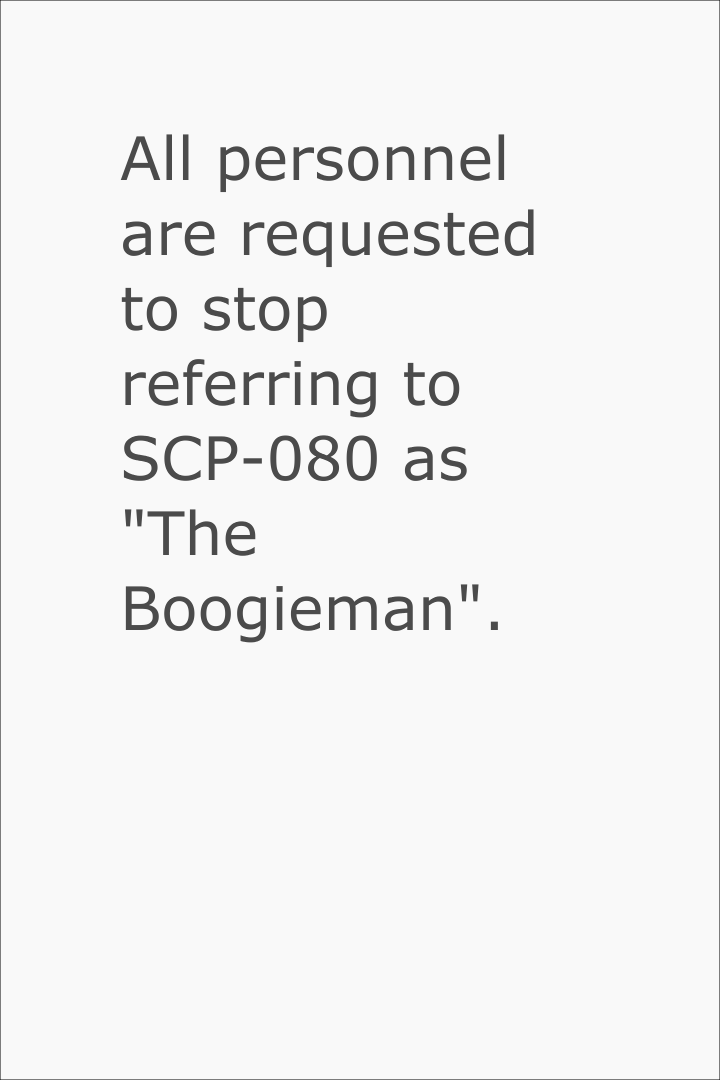 All personnel
are requested
to stop
referring to
SCP-080 as
"The
Boogieman".